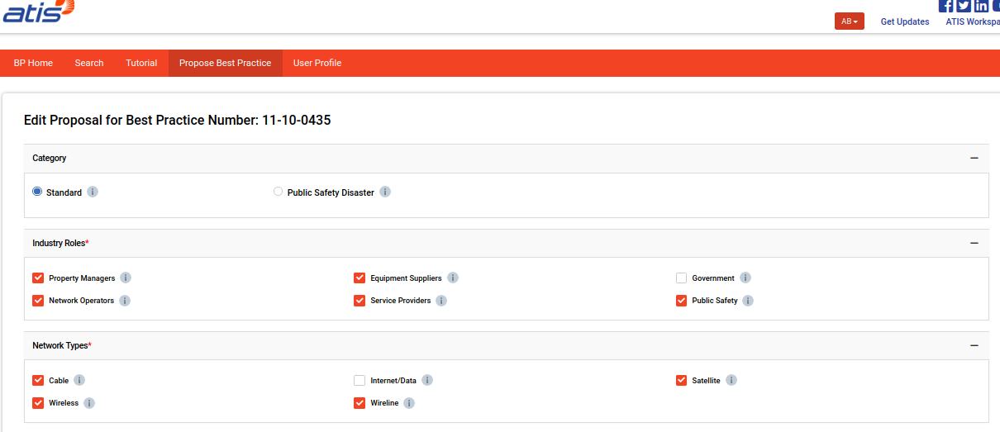 atis
AB
Get Updates
ATIS Workspa
BP Home
Search
Tutorial
Propose Best Practice
User Profile
Edit Proposal for Best Practice Number: 11-10-0435
Category
Standard
Public Safety Disaster
Industry Roles*
Property Managers
Equipment Suppliers
Government
Network Operators
Service Providers
Public Safety
Network Types*
Cable
Internet/Data
Satellite
Wireless
Wireline